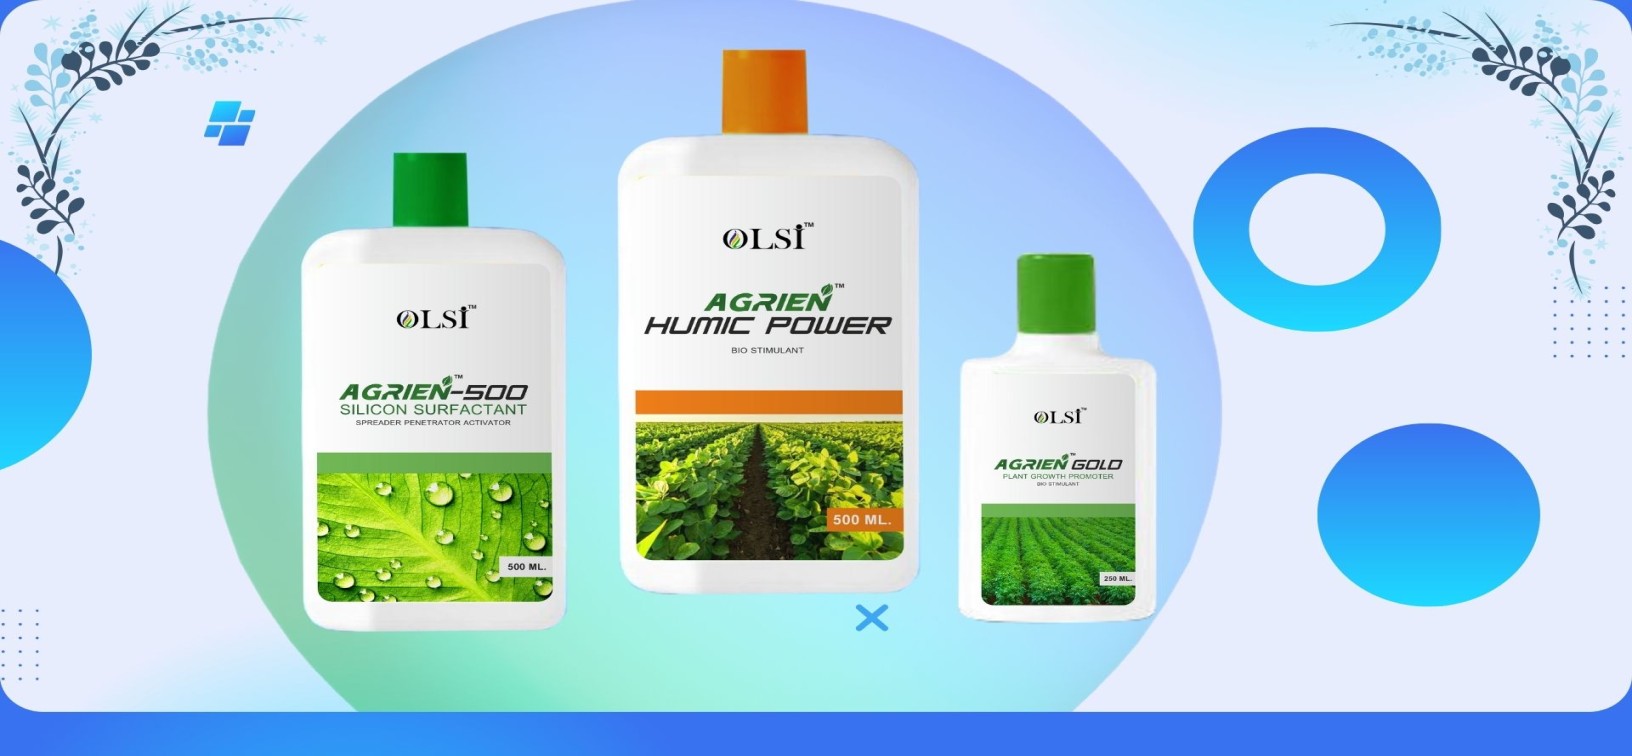 OLSI™
AGRIEN™-500
SILICON SURFACTANT
SPREADER PENETRATOR ACTIVATOR
500 ML.
OLSI™
AGRIEN™
HUMIC POWER
BIO STIMULANT
500 ML.
OLSI™
AGRIEN™ GOLD
PLANT GROWTH PROMOTER
BIO STIMULANT
250 ML.